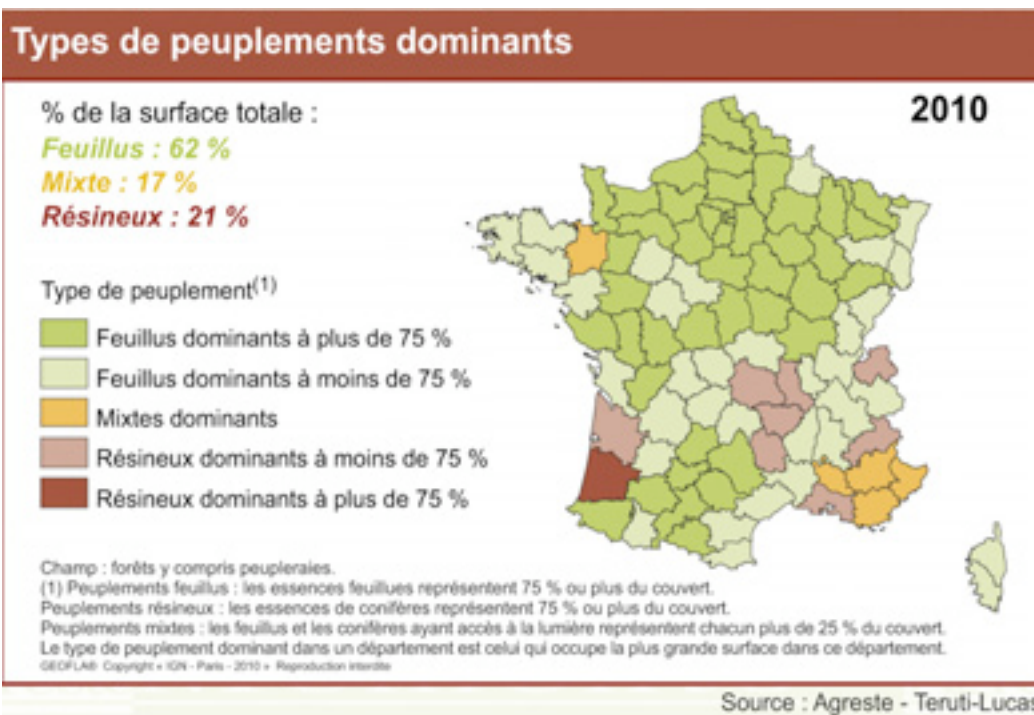 Types de peuplements dominants
% de la surface totale :
Feuillus : 62 %
Mixte : 17 %
Résineux : 21 %
2010
Type de peuplement(1)
Feuillus dominants à plus de 75 %
Feuillus dominants à moins de 75 %
Mixtes dominants
Résineux dominants à moins de 75 %
Résineux dominants à plus de 75 %
Champ : forêts y compris peupleraies.
(1) Peuplements feuillus : les essences feuillues représentent 75 % ou plus du couvert.
Peuplements résineux : les essences de conifères représentent 75 % ou plus du couvert.
Peuplements mixtes : les feuillus et les conifères ayant accès à la lumière représentent chacun plus de 25 % du couvert.
Le type de peuplement dominant dans un département est celui qui occupe la plus grande surface dans ce département.
GEOFLA® Copyright « IGN - Paris - 2010 » Reproduction interdite
Source : Agreste - Teruti-Lucas